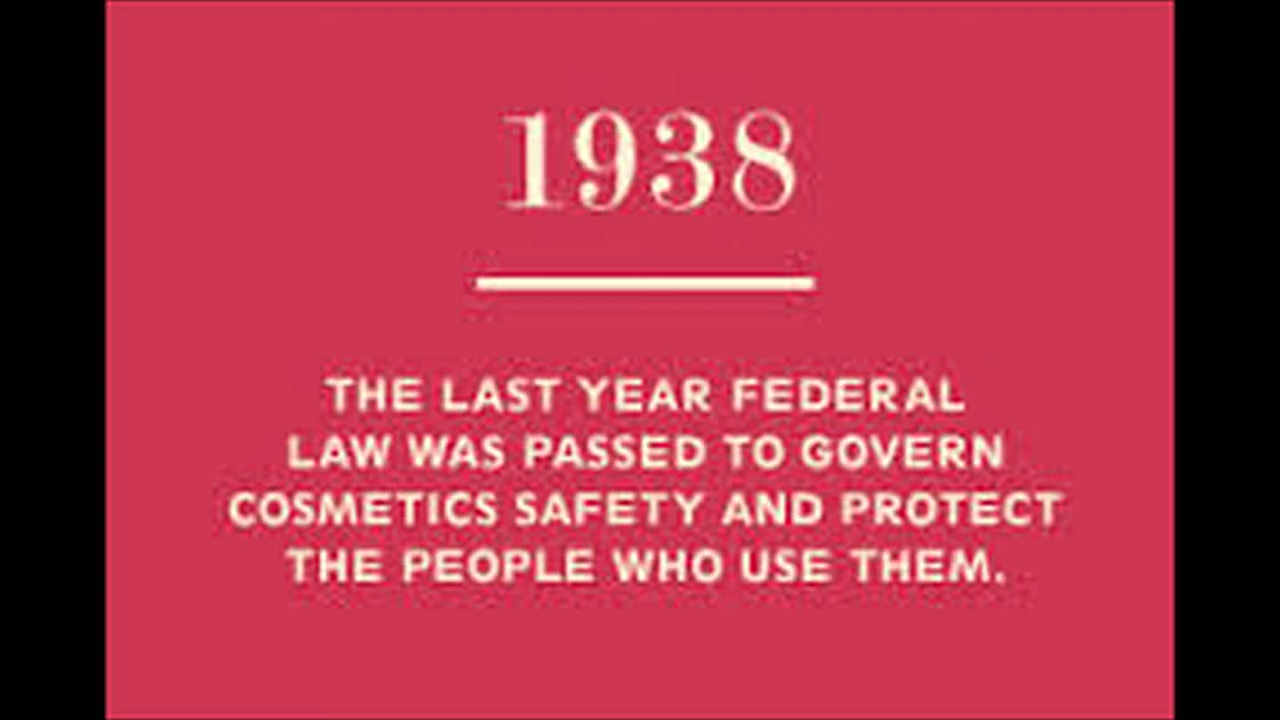 1938
THE LAST YEAR FEDERAL
LAW WAS PASSED TO GOVERN
COSMETICS SAFETY AND PROTECT
THE PEOPLE WHO USE THEM.